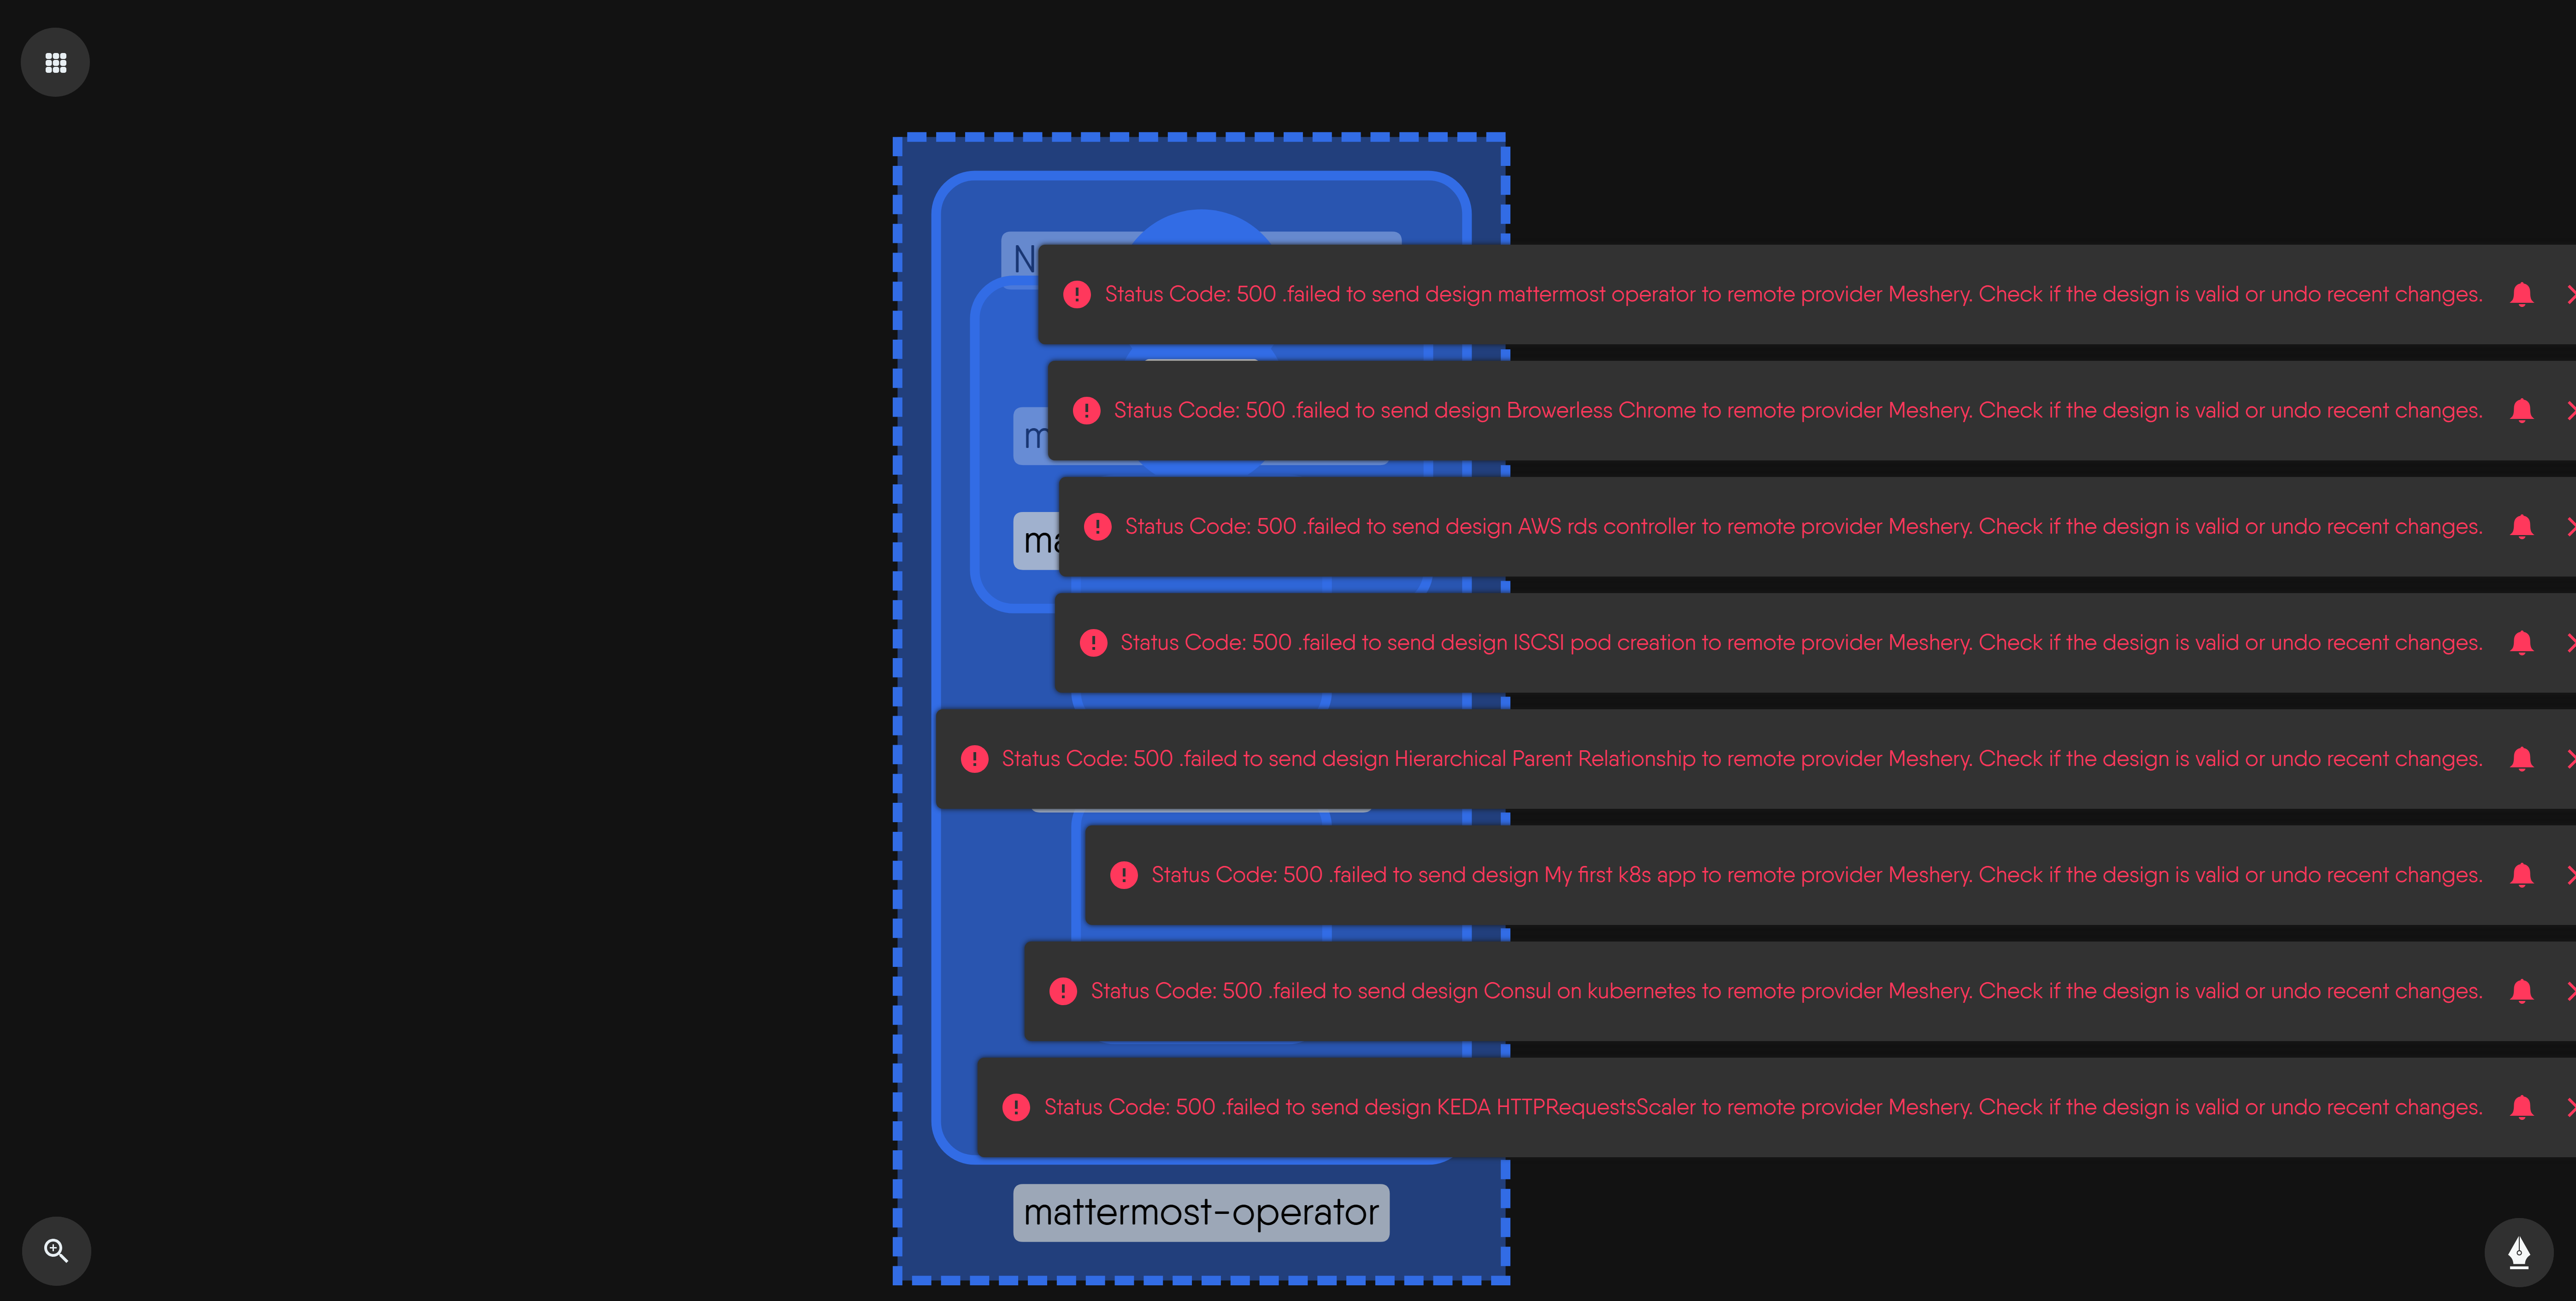 Status Code: 500 .failed to send design mattermost operator to remote provider Meshery. Check if the design is valid or undo recent changes.
Status Code: 500 .failed to send design Browerless Chrome to remote provider Meshery. Check if the design is valid or undo recent changes.
Status Code: 500 .failed to send design AWS rds controller to remote provider Meshery. Check if the design is valid or undo recent changes.
Status Code: 500 .failed to send design ISCSI pod creation to remote provider Meshery. Check if the design is valid or undo recent changes.
Status Code: 500 .failed to send design Hierarchical Parent Relationship to remote provider Meshery. Check if the design is valid or undo recent changes.
Status Code: 500 .failed to send design My first k8s app to remote provider Meshery. Check if the design is valid or undo recent changes.
Status Code: 500 .failed to send design Consul on kubernetes to remote provider Meshery. Check if the design is valid or undo recent changes.
Status Code: 500 .failed to send design KEDA HTTPRequestsScaler to remote provider Meshery. Check if the design is valid or undo recent changes.
mattermost-operator